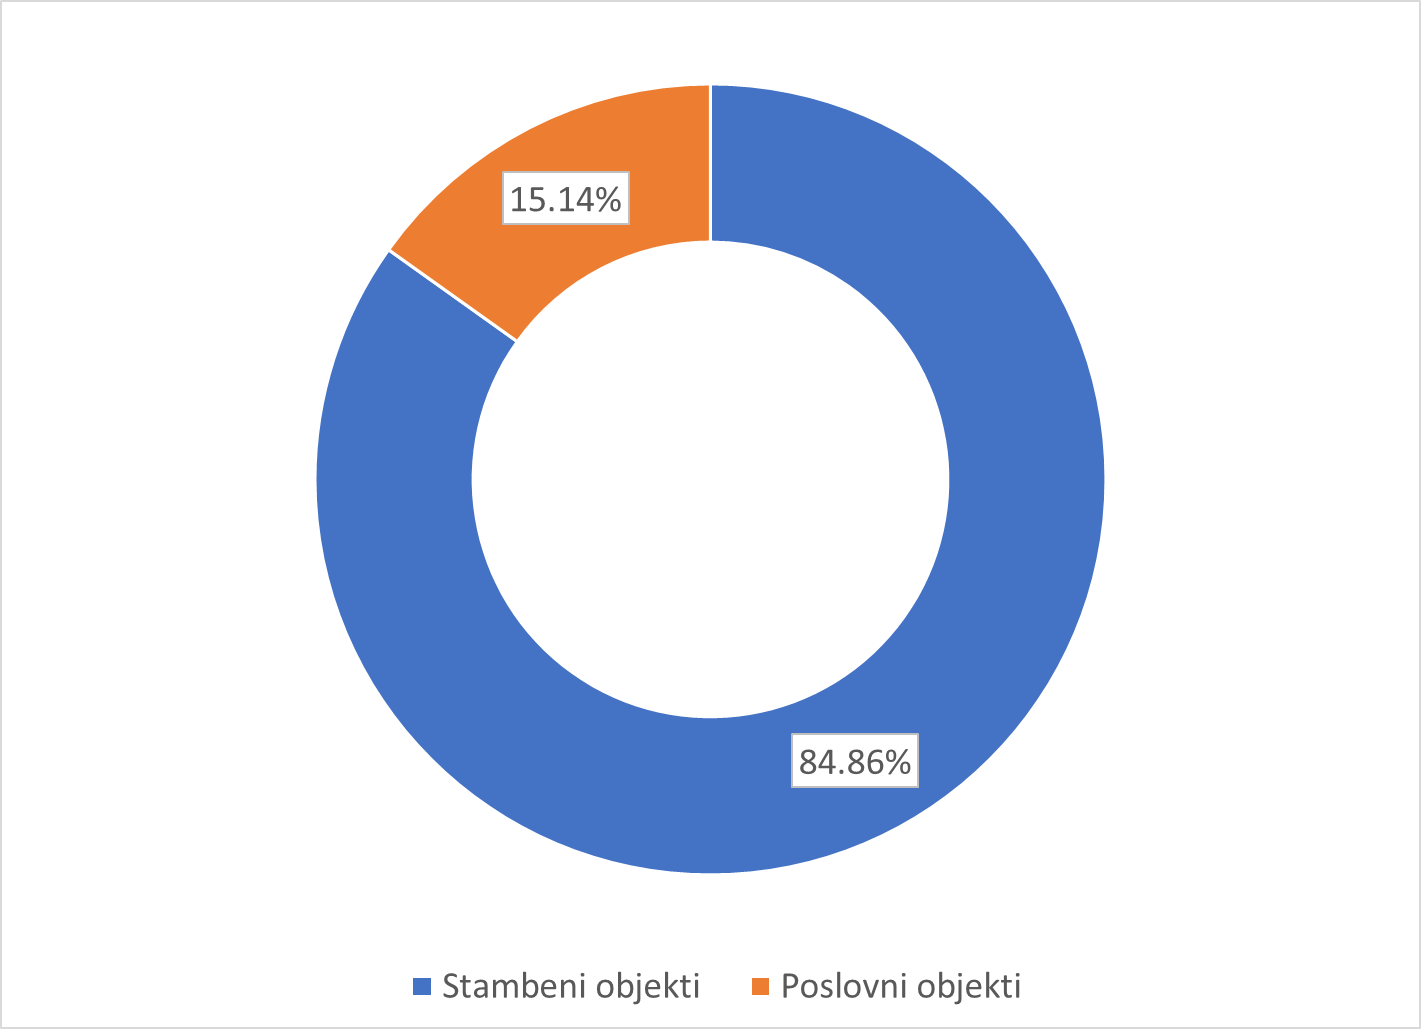 15.14%
84.86%
Stambeni objekti
Poslovni objekti